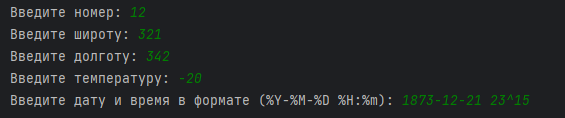 Введите номер: 12
Введите широту: 321
Введите долготу: 342
Введите температуру: -20
Введите дату и время в формате (%Y-%M-%D %H:%m): 1873-12-21 23^15